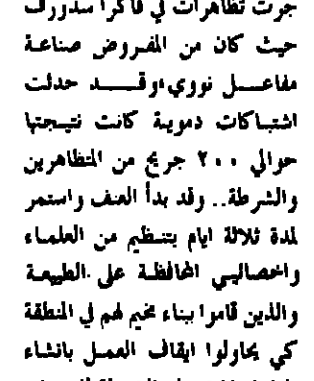 جرت تظاهرات في فاكرا سدورف
حيث كان من المفروض صناعة
مفاعل نووي، وقد حدثت
اشتباكات دموية كانت نتيجتها
حوالي ٢٠٠ جريح من المتظاهرين
والشرطة.. وقد بدأ العنف واستمر
لمدة ثلاثة ايام بتنظيم من العلماء
واخصاليي المحافظة على الطبيعة
والذين قاموا ببناء مخيم لهم في المنطقة
كي يحاولوا ايقاف العمل بانشاء